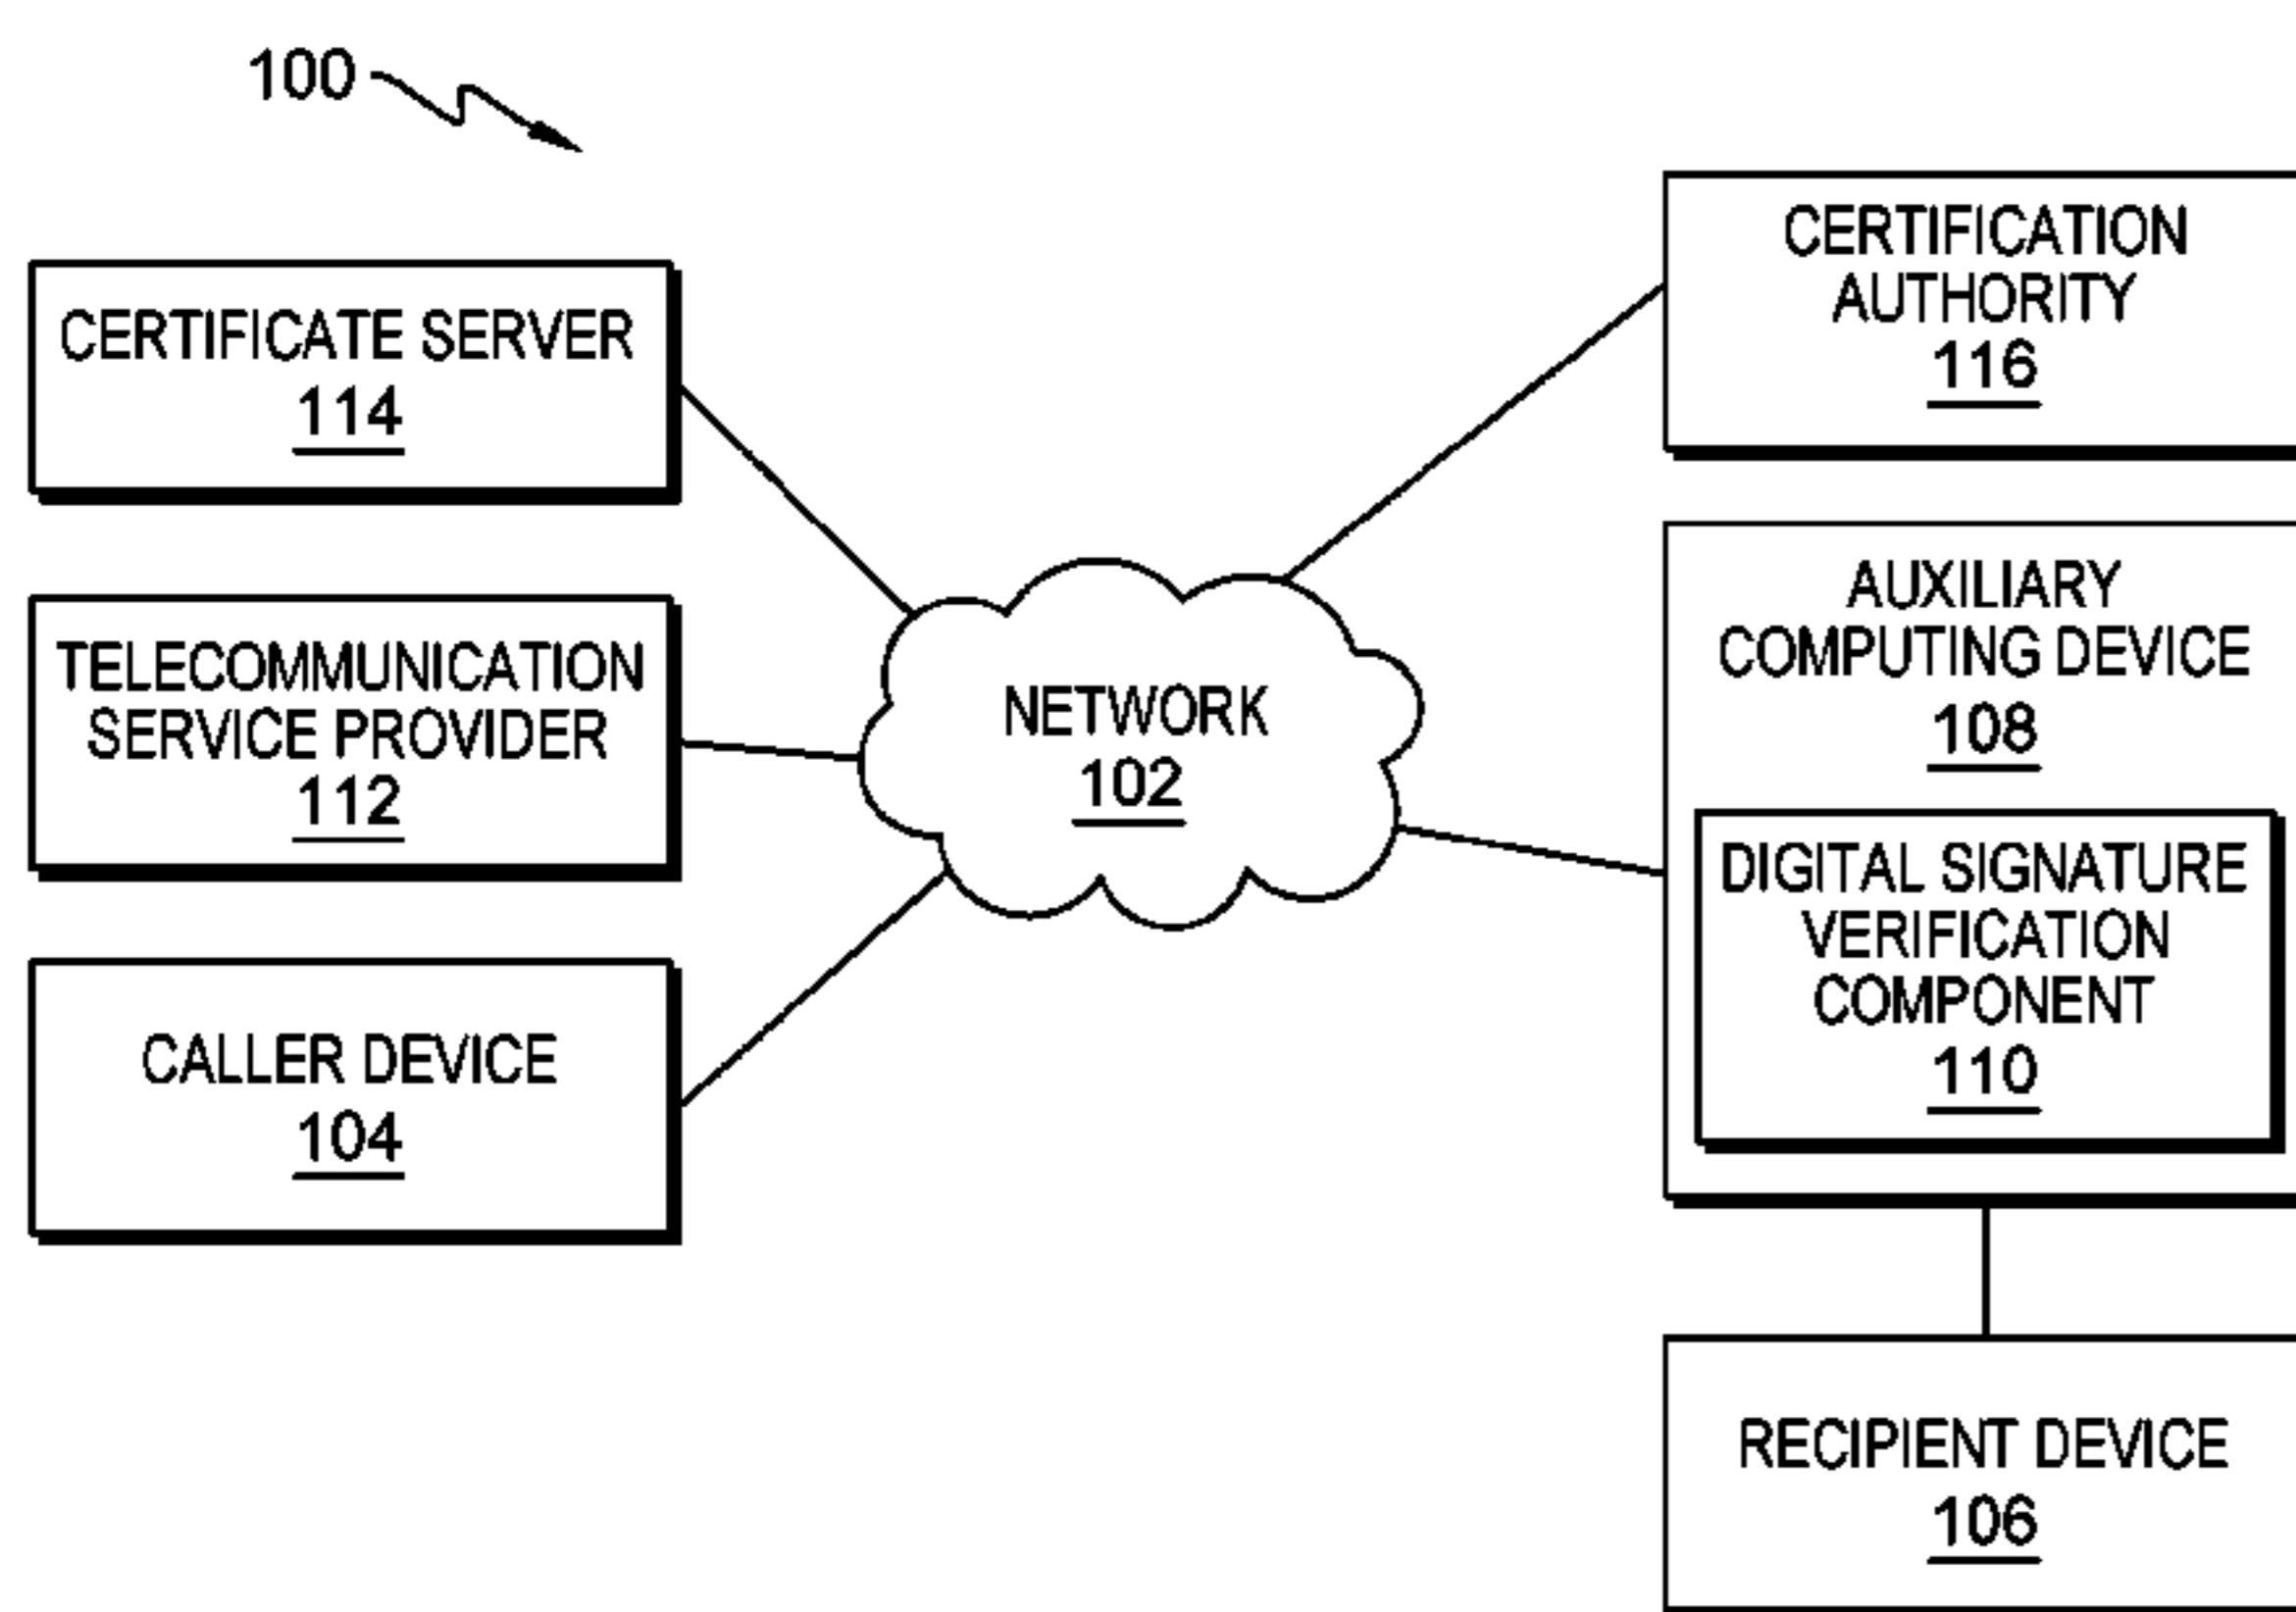 100
CERTIFICATE SERVER
114
TELECOMMUNICATION
SERVICE PROVIDER
112
CALLER DEVICE
104
NETWORK
102
CERTIFICATION
AUTHORITY
116
AUXILIARY
COMPUTING DEVICE
108
DIGITAL SIGNATURE
VERIFICATION
COMPONENT
110
RECIPIENT DEVICE
106